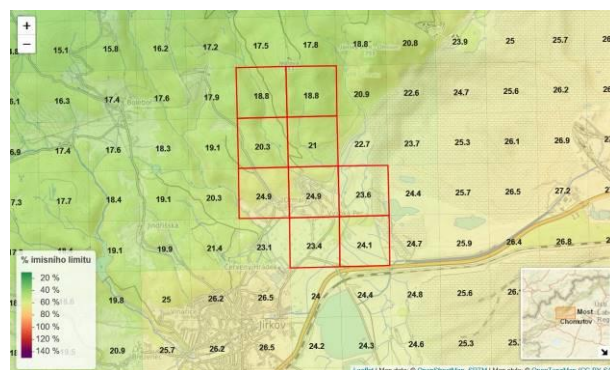 +
17.5 17.8 18.8 20.8 23.9 25 25.7
15.1 15.8 16.2 17.2
−
18.8 18.8 20.9 22.6 24.7 25.6 26.2
16.3 17.4 17.6 17.9
20.3 21 22.7 23.7 25.3 26.1 26.9
17.4 17.6 18.3 19.1
24.9 24.9 23.6 24.4 25.7 26.5 27.2
17.7 18.4 19.1 20.3
19.1 19.9 21.4 23.1 23.4 24.1 24.7 25.9 26.4 26.8
% imisního limitu
20 %
40 %
60 %
80 %
100 %
120 %
140 %
19.8 25 26.2 26.5 24 24.4 24.8 25.6
Jirkov
Most
Chomutov
20.9 25.7 26.2 26.5 24.2 24.3 24.6 25.3